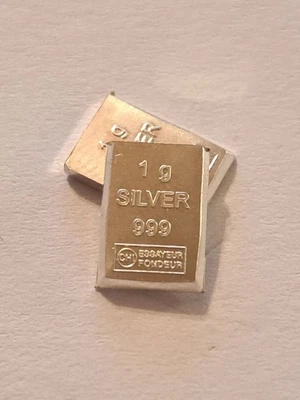 1 g
SILVER
999
ESSAYEUR
FONDEUR